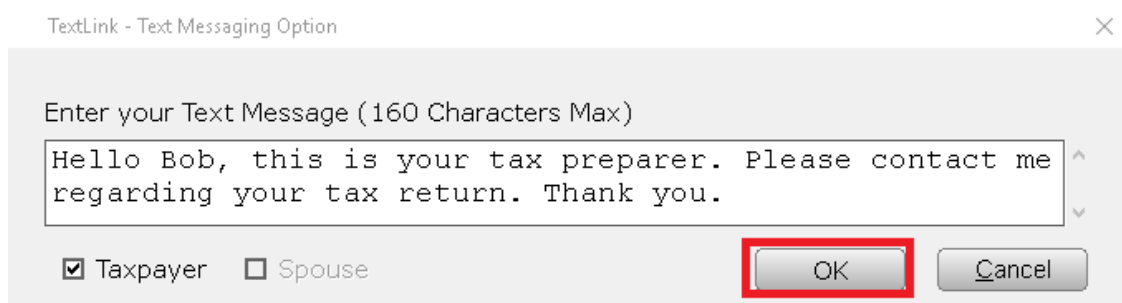 TextLink - Text Messaging Option
Enter your Text Message (160 Characters Max)
Hello Bob, this is your tax preparer. Please contact me
regarding your tax return. Thank you.
Taxpayer Spouse OK Cancel